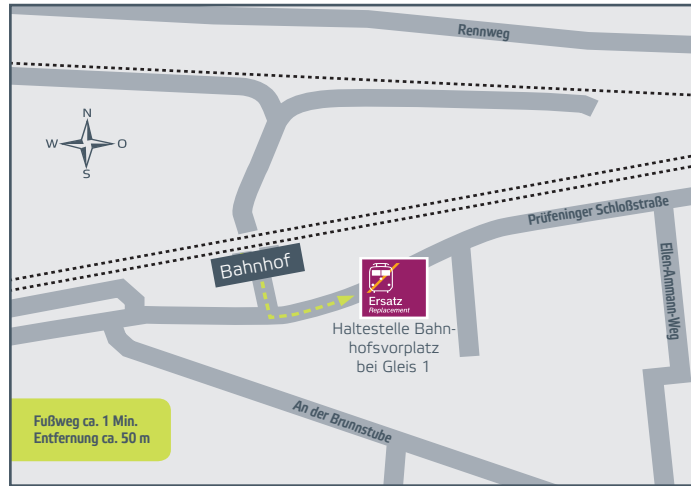 Rennweg
N
W O
S
Prüfeninger Schloßstraße
Bahnhof
Ellen-Ammann-Weg
Ersatz
Replacement
Haltestelle Bahn-
hofsvorplatz
bei Gleis 1
An der Brunnstube
Fußweg ca. 1 Min.
Entfernung ca. 50 m